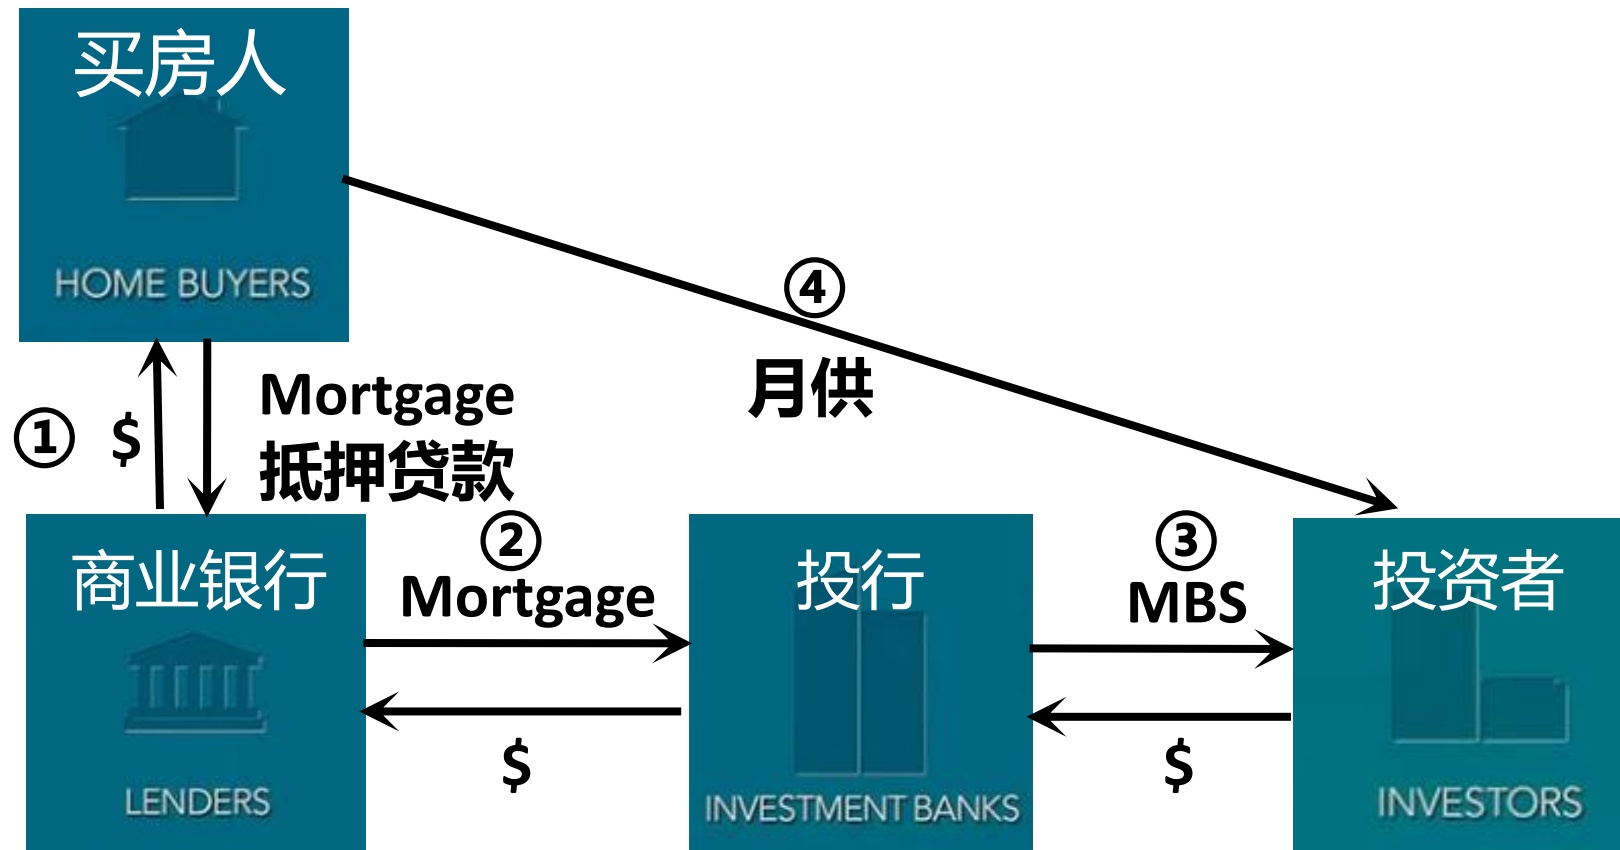 买房人
HOME BUYERS
④
月供
① $
Mortgage
抵押贷款
商业银行
LENDERS
②
Mortgage
$
投行
INVESTMENT BANKS
③
MBS
$
投资者
INVESTORS